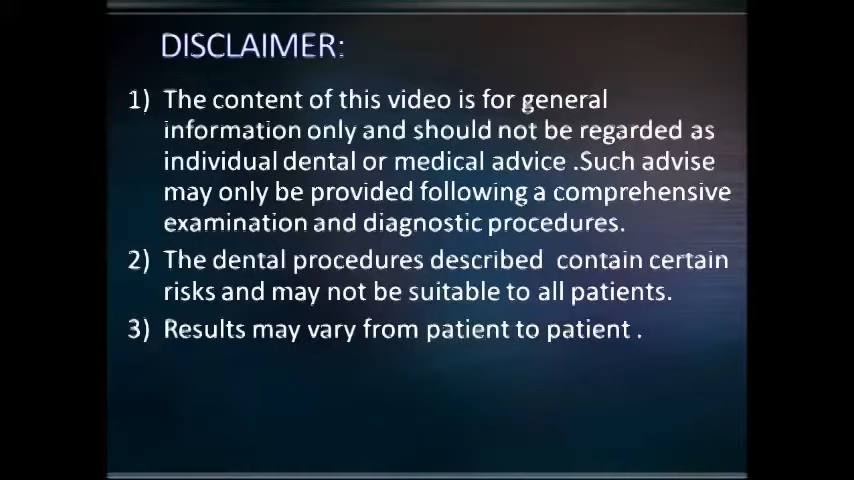 DISCLAIMER:
1) The content of this video is for general
information only and should not be regarded as
individual dental or medical advice .Such advise
may only be provided following a comprehensive
examination and diagnostic procedures.
2) The dental procedures described contain certain
risks and may not be suitable to all patients.
3) Results may vary from patient to patient .